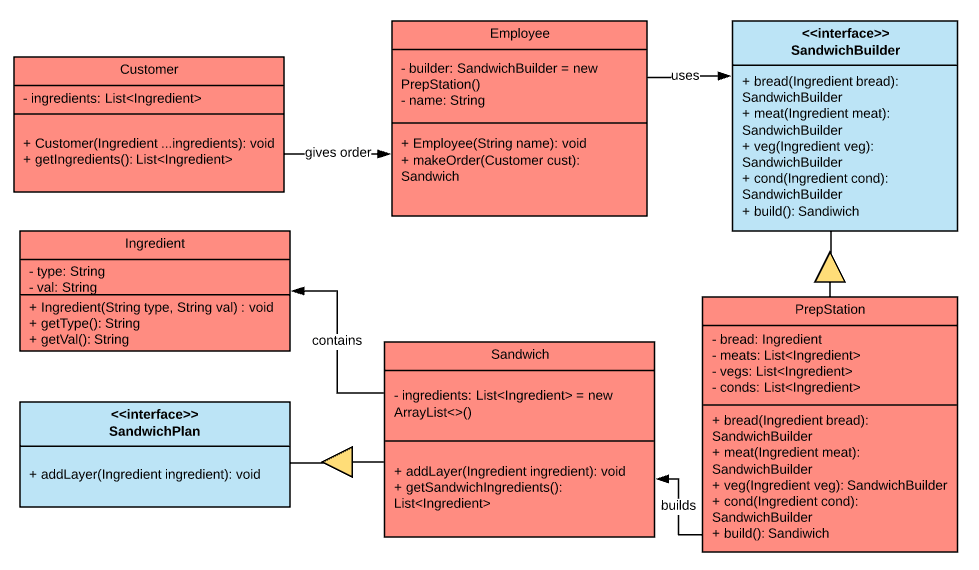 Customer
- ingredients: List<Ingredient>
+ Customer(Ingredient ...ingredients): void
+ getIngredients(): List<Ingredient>
gives order
Employee
- builder: SandwichBuilder = new
PrepStation()
- name: String
+ Employee(String name): void
+ makeOrder(Customer cust):
Sandwich
uses
<<interface>>
SandwichBuilder
+ bread(Ingredient bread):
SandwichBuilder
+ meat(Ingredient meat):
SandwichBuilder
+ veg(Ingredient veg):
SandwichBuilder
+ cond(Ingredient cond):
SandwichBuilder
+ build(): Sandiwich
Ingredient
- type: String
- val: String
+ Ingredient(String type, String val) : void
+ getType(): String
+ getVal(): String
contains
<<interface>>
SandwichPlan
+ addLayer(Ingredient ingredient): void
Sandwich
- ingredients: List<Ingredient> = new
ArrayList<>()
+ addLayer(Ingredient ingredient): void
+ getSandwichIngredients():
List<Ingredient>
builds
PrepStation
- bread: Ingredient
- meats: List<Ingredient>
- vegs: List<Ingredient>
- conds: List<Ingredient>
+ bread(Ingredient bread):
SandwichBuilder
+ meat(Ingredient meat):
SandwichBuilder
+ veg(Ingredient veg): SandwichBuilder
+ cond(Ingredient cond):
SandwichBuilder
+ build(): Sandiwich